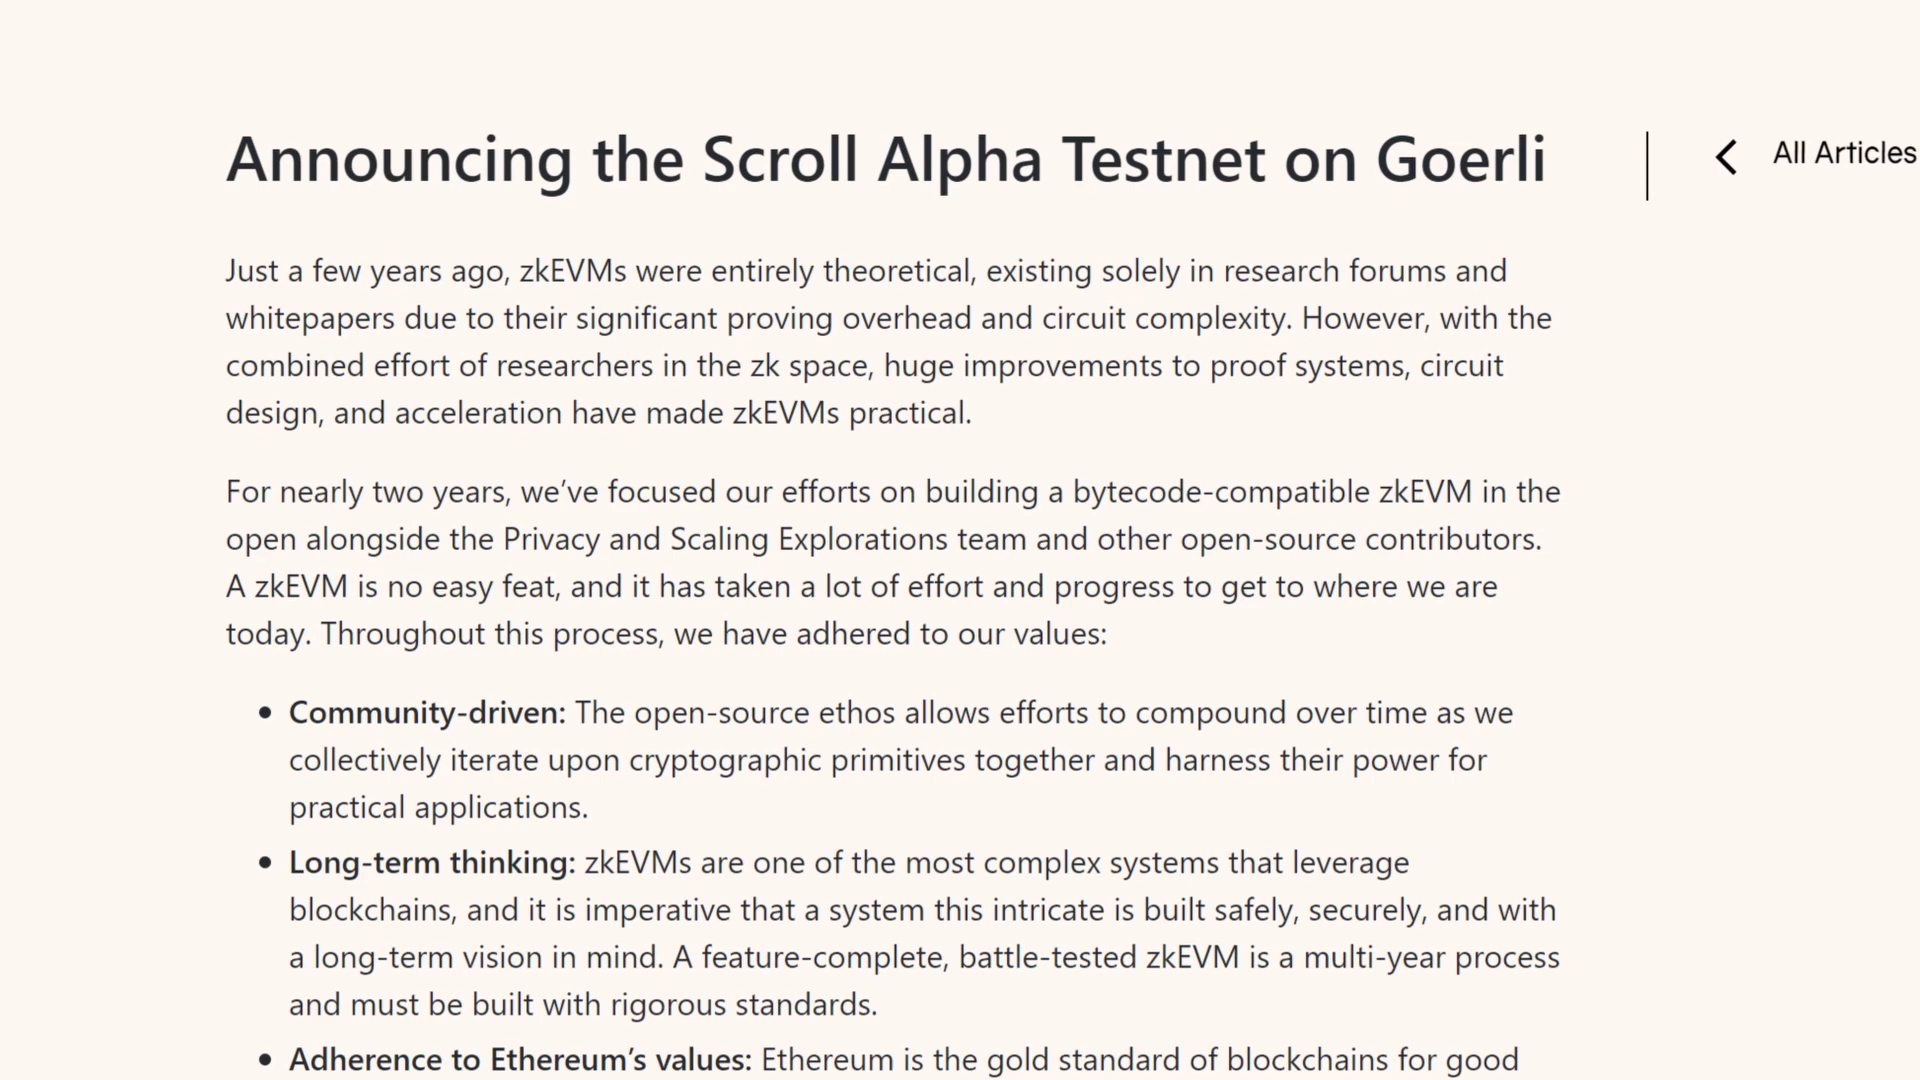 Announcing the Scroll Alpha Testnet on Goerli
All Articles
Just a few years ago, zkEVMs were entirely theoretical, existing solely in research forums and
whitepapers due to their significant proving overhead and circuit complexity. However, with the
combined effort of researchers in the zk space, huge improvements to proof systems, circuit
design, and acceleration have made zkEVMs practical.
For nearly two years, we’ve focused our efforts on building a bytecode-compatible zkEVM in the
open alongside the Privacy and Scaling Explorations team and other open-source contributors.
A zkEVM is no easy feat, and it has taken a lot of effort and progress to get to where we are
today. Throughout this process, we have adhered to our values:
• Community-driven: The open-source ethos allows efforts to compound over time as we
collectively iterate upon cryptographic primitives together and harness their power for
practical applications.
• Long-term thinking: zkEVMs are one of the most complex systems that leverage
blockchains, and it is imperative that a system this intricate is built safely, securely, and with
a long-term vision in mind. A feature-complete, battle-tested zkEVM is a multi-year process
and must be built with rigorous standards.
• Adherence to Ethereum’s values: Ethereum is the gold standard of blockchains for good